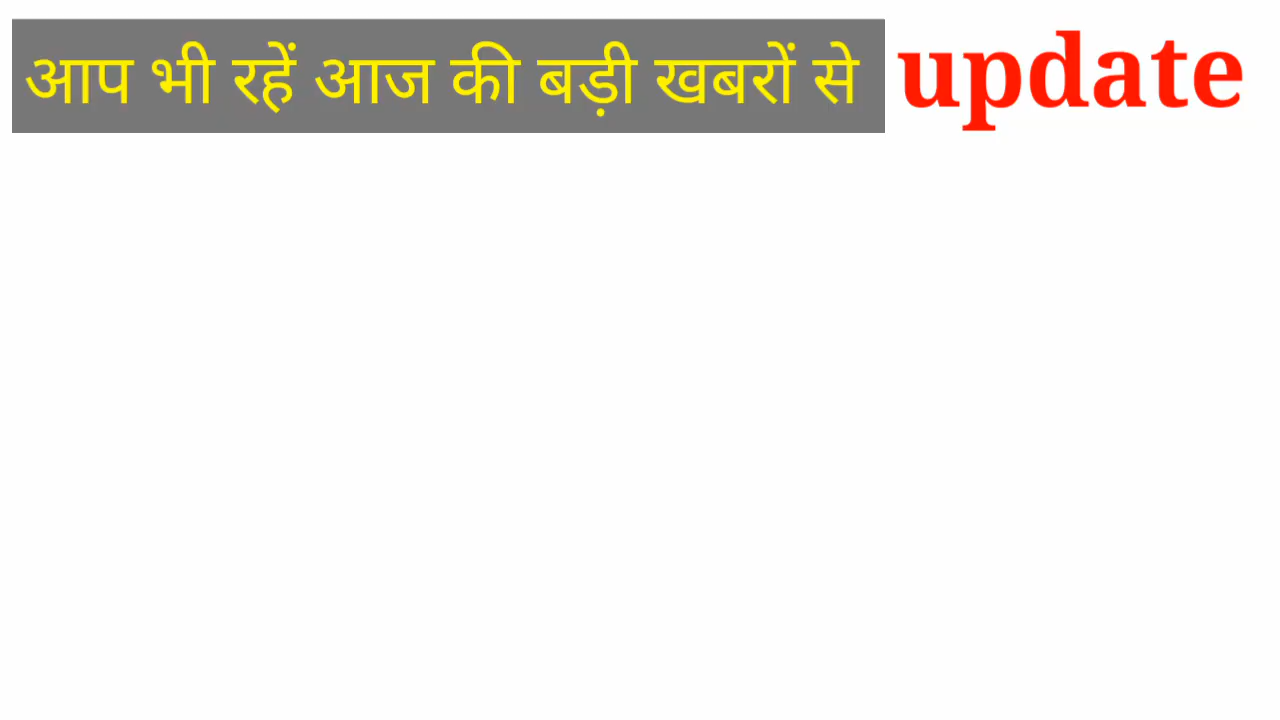 आप भी रहें आज की बड़ी खबरों से update